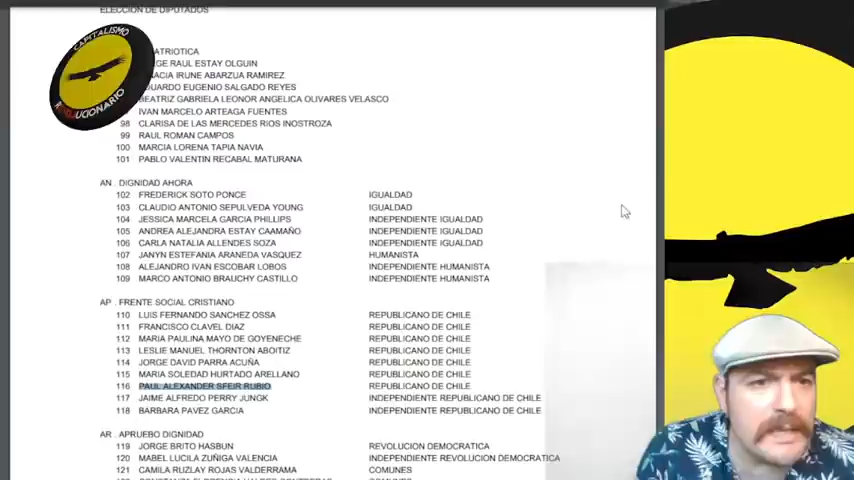 ELECCION DE DIPUTADOS
CAPITALISMO
REVOLUCIONARIO
PATRIOTICA
RAUL ESTAY OLGUIN
IRUNE ABARZUA RAMIREZ
EDUARDO EUGENIO SALGADO REYES
BEATRIZ GABRIELA LEONOR ANGELICA OLIVARES VELASCO
IVAN MARCELO ARTEAGA FUENTES
98 CLARISA DE LAS MERCEDES RIOS INOSTROZA
99 RAUL ROMAN CAMPOS
100 MARCIA LORENA TAPIA NAVIA
101 PABLO VALENTIN RECABAL MATURANA
AN . DIGNIDAD AHORA
102 FREDERICK SOTO PONCE IGUALDAD
103 CLAUDIO ANTONIO SEPULVEDA YOUNG IGUALDAD
104 JESSICA MARCELA GARCIA PHILLIPS INDEPENDIENTE IGUALDAD
105 ANDREA ALEJANDRA ESTAY CAAMAÑO INDEPENDIENTE IGUALDAD
106 CARLA NATALIA ALLENDES SOZA INDEPENDIENTE IGUALDAD
107 JANYN ESTEFANIA ARANEDA VASQUEZ HUMANISTA
108 ALEJANDRO IVAN ESCOBAR LOBOS INDEPENDIENTE HUMANISTA
109 MARCO ANTONIO BRAUCHY CASTILLO INDEPENDIENTE HUMANISTA
AP . FRENTE SOCIAL CRISTIANO
110 LUIS FERNANDO SANCHEZ OSSA REPUBLICANO DE CHILE
111 FRANCISCO CLAVEL DIAZ REPUBLICANO DE CHILE
112 MARIA PAULINA MAYO DE GOYENECHE REPUBLICANO DE CHILE
113 LESLIE MANUEL THORNTON ABOITIZ REPUBLICANO DE CHILE
114 JORGE DAVID PARRA ACUÑA REPUBLICANO DE CHILE
115 MARIA SOLEDAD HURTADO ARELLANO REPUBLICANO DE CHILE
116 PAUL ALEXANDER SFEIR RUBIO REPUBLICANO DE CHILE
117 JAIME ALFREDO PERRY JUNGK INDEPENDIENTE REPUBLICANO DE CHILE
118 BARBARA PAVEZ GARCIA INDEPENDIENTE REPUBLICANO DE CHILE
AR . APRUEBO DIGNIDAD
119 JORGE BRITO HASBUN REVOLUCION DEMOCRATICA
120 MABEL LUCILA ZUÑIGA VALENCIA INDEPENDIENTE REVOLUCION DEMOCRATICA
121 CAMILA RUZLAY ROJAS VALDERRAMA COMUNES